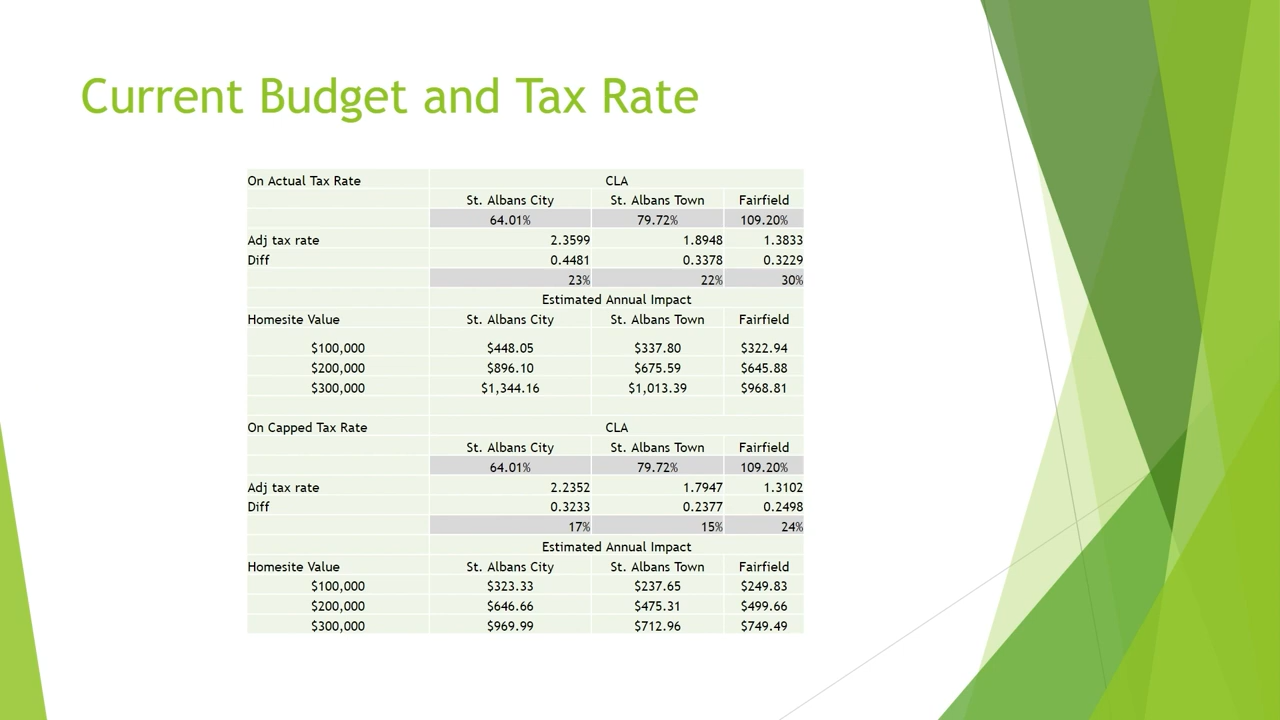 Current Budget and Tax Rate
On Actual Tax Rate CLA
St. Albans City St. Albans Town Fairfield
64.01% 79.72% 109.20%
Adj tax rate 2.3599 1.8948 1.3833
Diff 0.4481 0.3378 0.3229
23% 22% 30%
Estimated Annual Impact
Homesite Value St. Albans City St. Albans Town Fairfield
$100,000 $448.05 $337.80 $322.94
$200,000 $896.10 $675.59 $645.88
$300,000 $1,344.16 $1,013.39 $968.81
On Capped Tax Rate CLA
St. Albans City St. Albans Town Fairfield
64.01% 79.72% 109.20%
Adj tax rate 2.2352 1.7947 1.3102
Diff 0.3233 0.2377 0.2498
17% 15% 24%
Estimated Annual Impact
Homesite Value St. Albans City St. Albans Town Fairfield
$100,000 $323.33 $237.65 $249.83
$200,000 $646.66 $475.31 $499.66
$300,000 $969.99 $712.96 $749.49